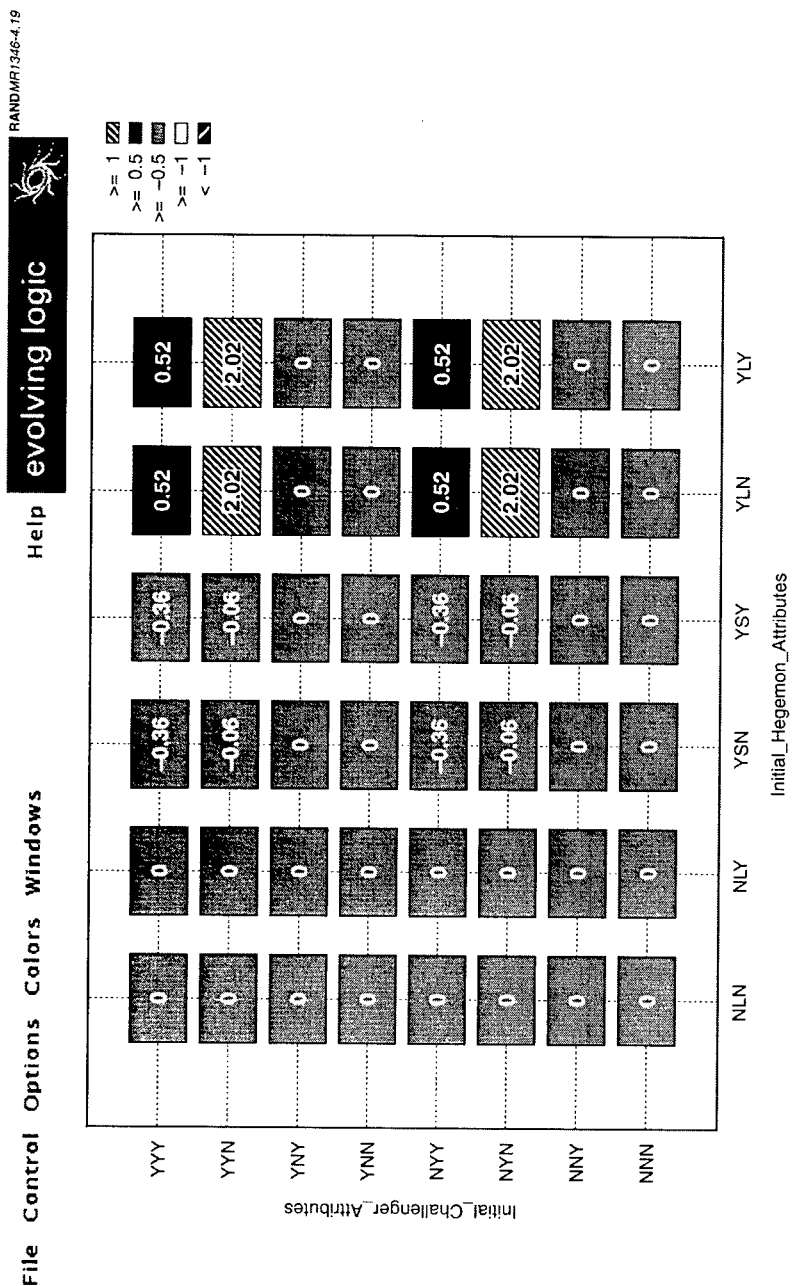 RANDMR1346-4.19
File Control Options Colors Windows Help evolving logic
>= 1
>= 0.5
>= −0.5
>= −1
< −1
Initial_Challenger_Attributes
YYY 0 0 −0.36 −0.36 0.52 0.52
YYN 0 0 −0.06 −0.06 2.02 2.02
YNY 0 0 0 0 0 0
YNN 0 0 0 0 0 0
NYY 0 0 −0.36 −0.36 0.52 0.52
NYN 0 0 −0.06 −0.06 2.02 2.02
NNY 0 0 0 0 0 0
NNN 0 0 0 0 0 0
NLN NLY YSN YSY YLN YLY
Initial_Hegemon_Attributes